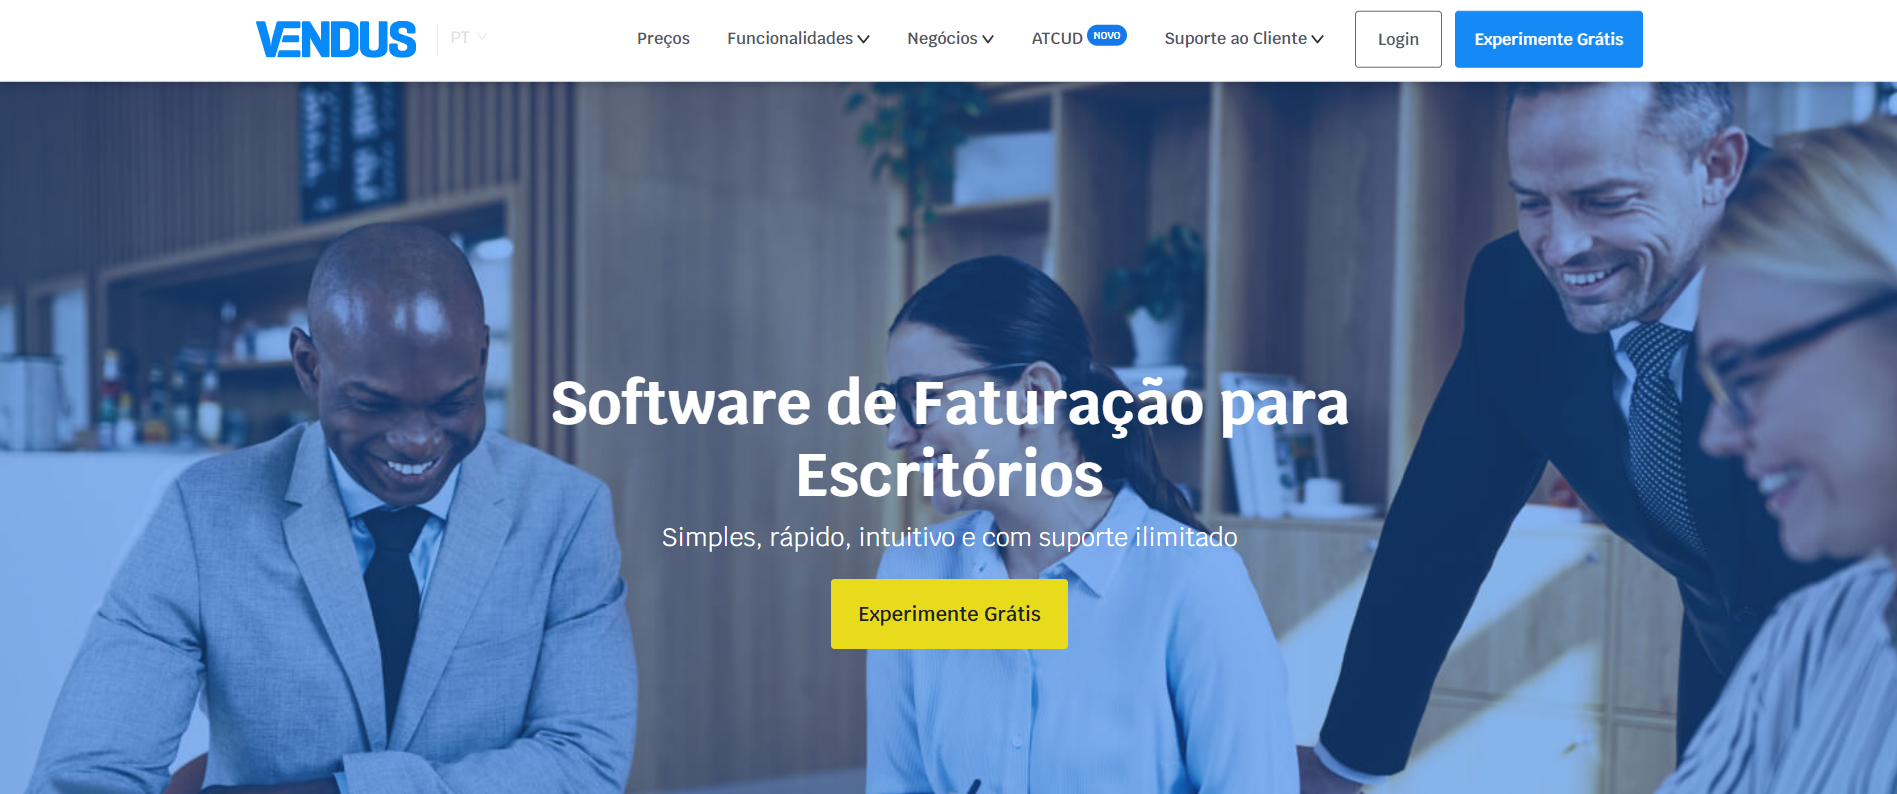 VENDUS
PT
Preços
Funcionalidades
Negócios
ATCUD NOVO
Suporte ao Cliente
Login
Experimente Grátis
Software de Faturação para
Escritórios
Simples, rápido, intuitivo e com suporte ilimitado
Experimente Grátis